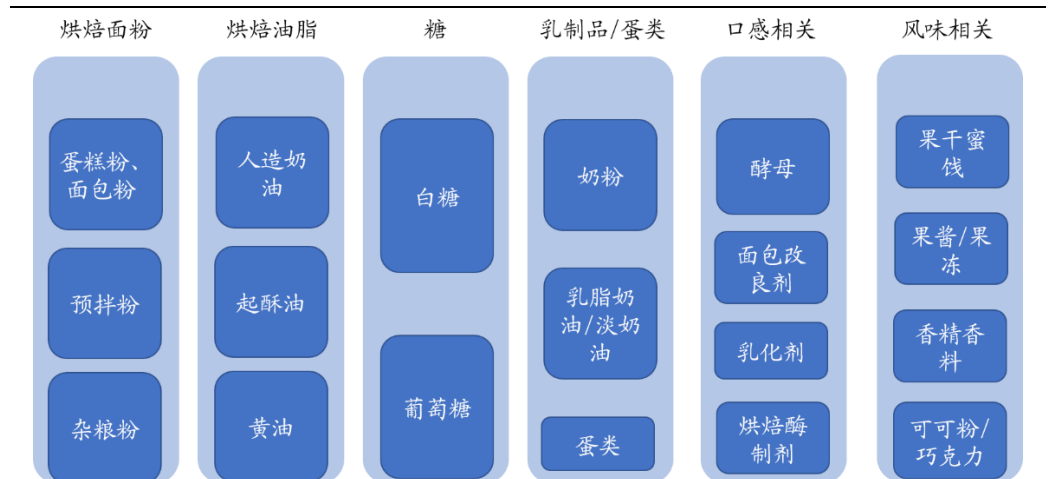 烘焙面粉
蛋糕粉、
面包粉
预拌粉
杂粮粉
烘焙油脂
人造奶
油
起酥油
黄油
糖
白糖
葡萄糖
乳制品/蛋类
奶粉
乳脂奶
油/淡奶
油
蛋类
口感相关
酵母
面包改
良剂
乳化剂
烘焙酶
制剂
风味相关
果干蜜
饯
果酱/果
冻
香精香
料
可可粉/
巧克力